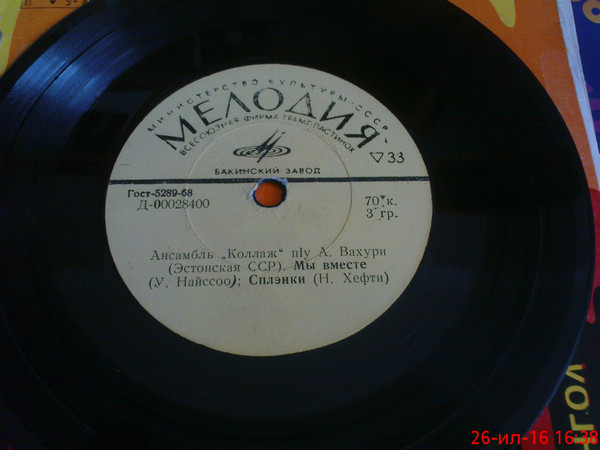 МИНИСТЕРСТВО КУЛЬТУРЫ СССР
МЕЛОДИЯ
ВСЕСОЮЗНАЯ ФИРМА ГРАМПЛАСТИНОК
▽ 33
БАКИНСКИЙ ЗАВОД
Гост-5289-68
Д-00028400
70 к.
3 гр.
Ансамбль „Коллаж“ п/у А. Вахури
(Эстонская ССР). Мы вместе
(У. Найссоо); Сплэнки (Н. Хефти)
ГОЛ
26-ил-16 16:38